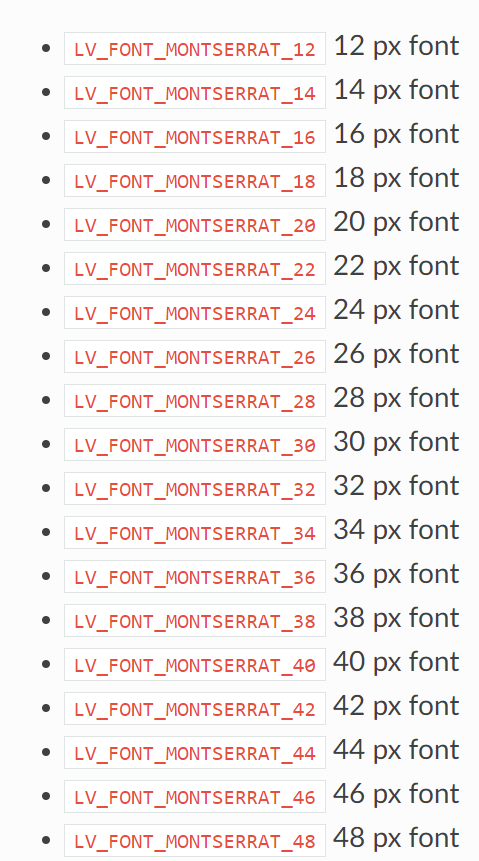 LV_FONT_MONTSERRAT_12 12 px font
LV_FONT_MONTSERRAT_14 14 px font
LV_FONT_MONTSERRAT_16 16 px font
LV_FONT_MONTSERRAT_18 18 px font
LV_FONT_MONTSERRAT_20 20 px font
LV_FONT_MONTSERRAT_22 22 px font
LV_FONT_MONTSERRAT_24 24 px font
LV_FONT_MONTSERRAT_26 26 px font
LV_FONT_MONTSERRAT_28 28 px font
LV_FONT_MONTSERRAT_30 30 px font
LV_FONT_MONTSERRAT_32 32 px font
LV_FONT_MONTSERRAT_34 34 px font
LV_FONT_MONTSERRAT_36 36 px font
LV_FONT_MONTSERRAT_38 38 px font
LV_FONT_MONTSERRAT_40 40 px font
LV_FONT_MONTSERRAT_42 42 px font
LV_FONT_MONTSERRAT_44 44 px font
LV_FONT_MONTSERRAT_46 46 px font
LV_FONT_MONTSERRAT_48 48 px font